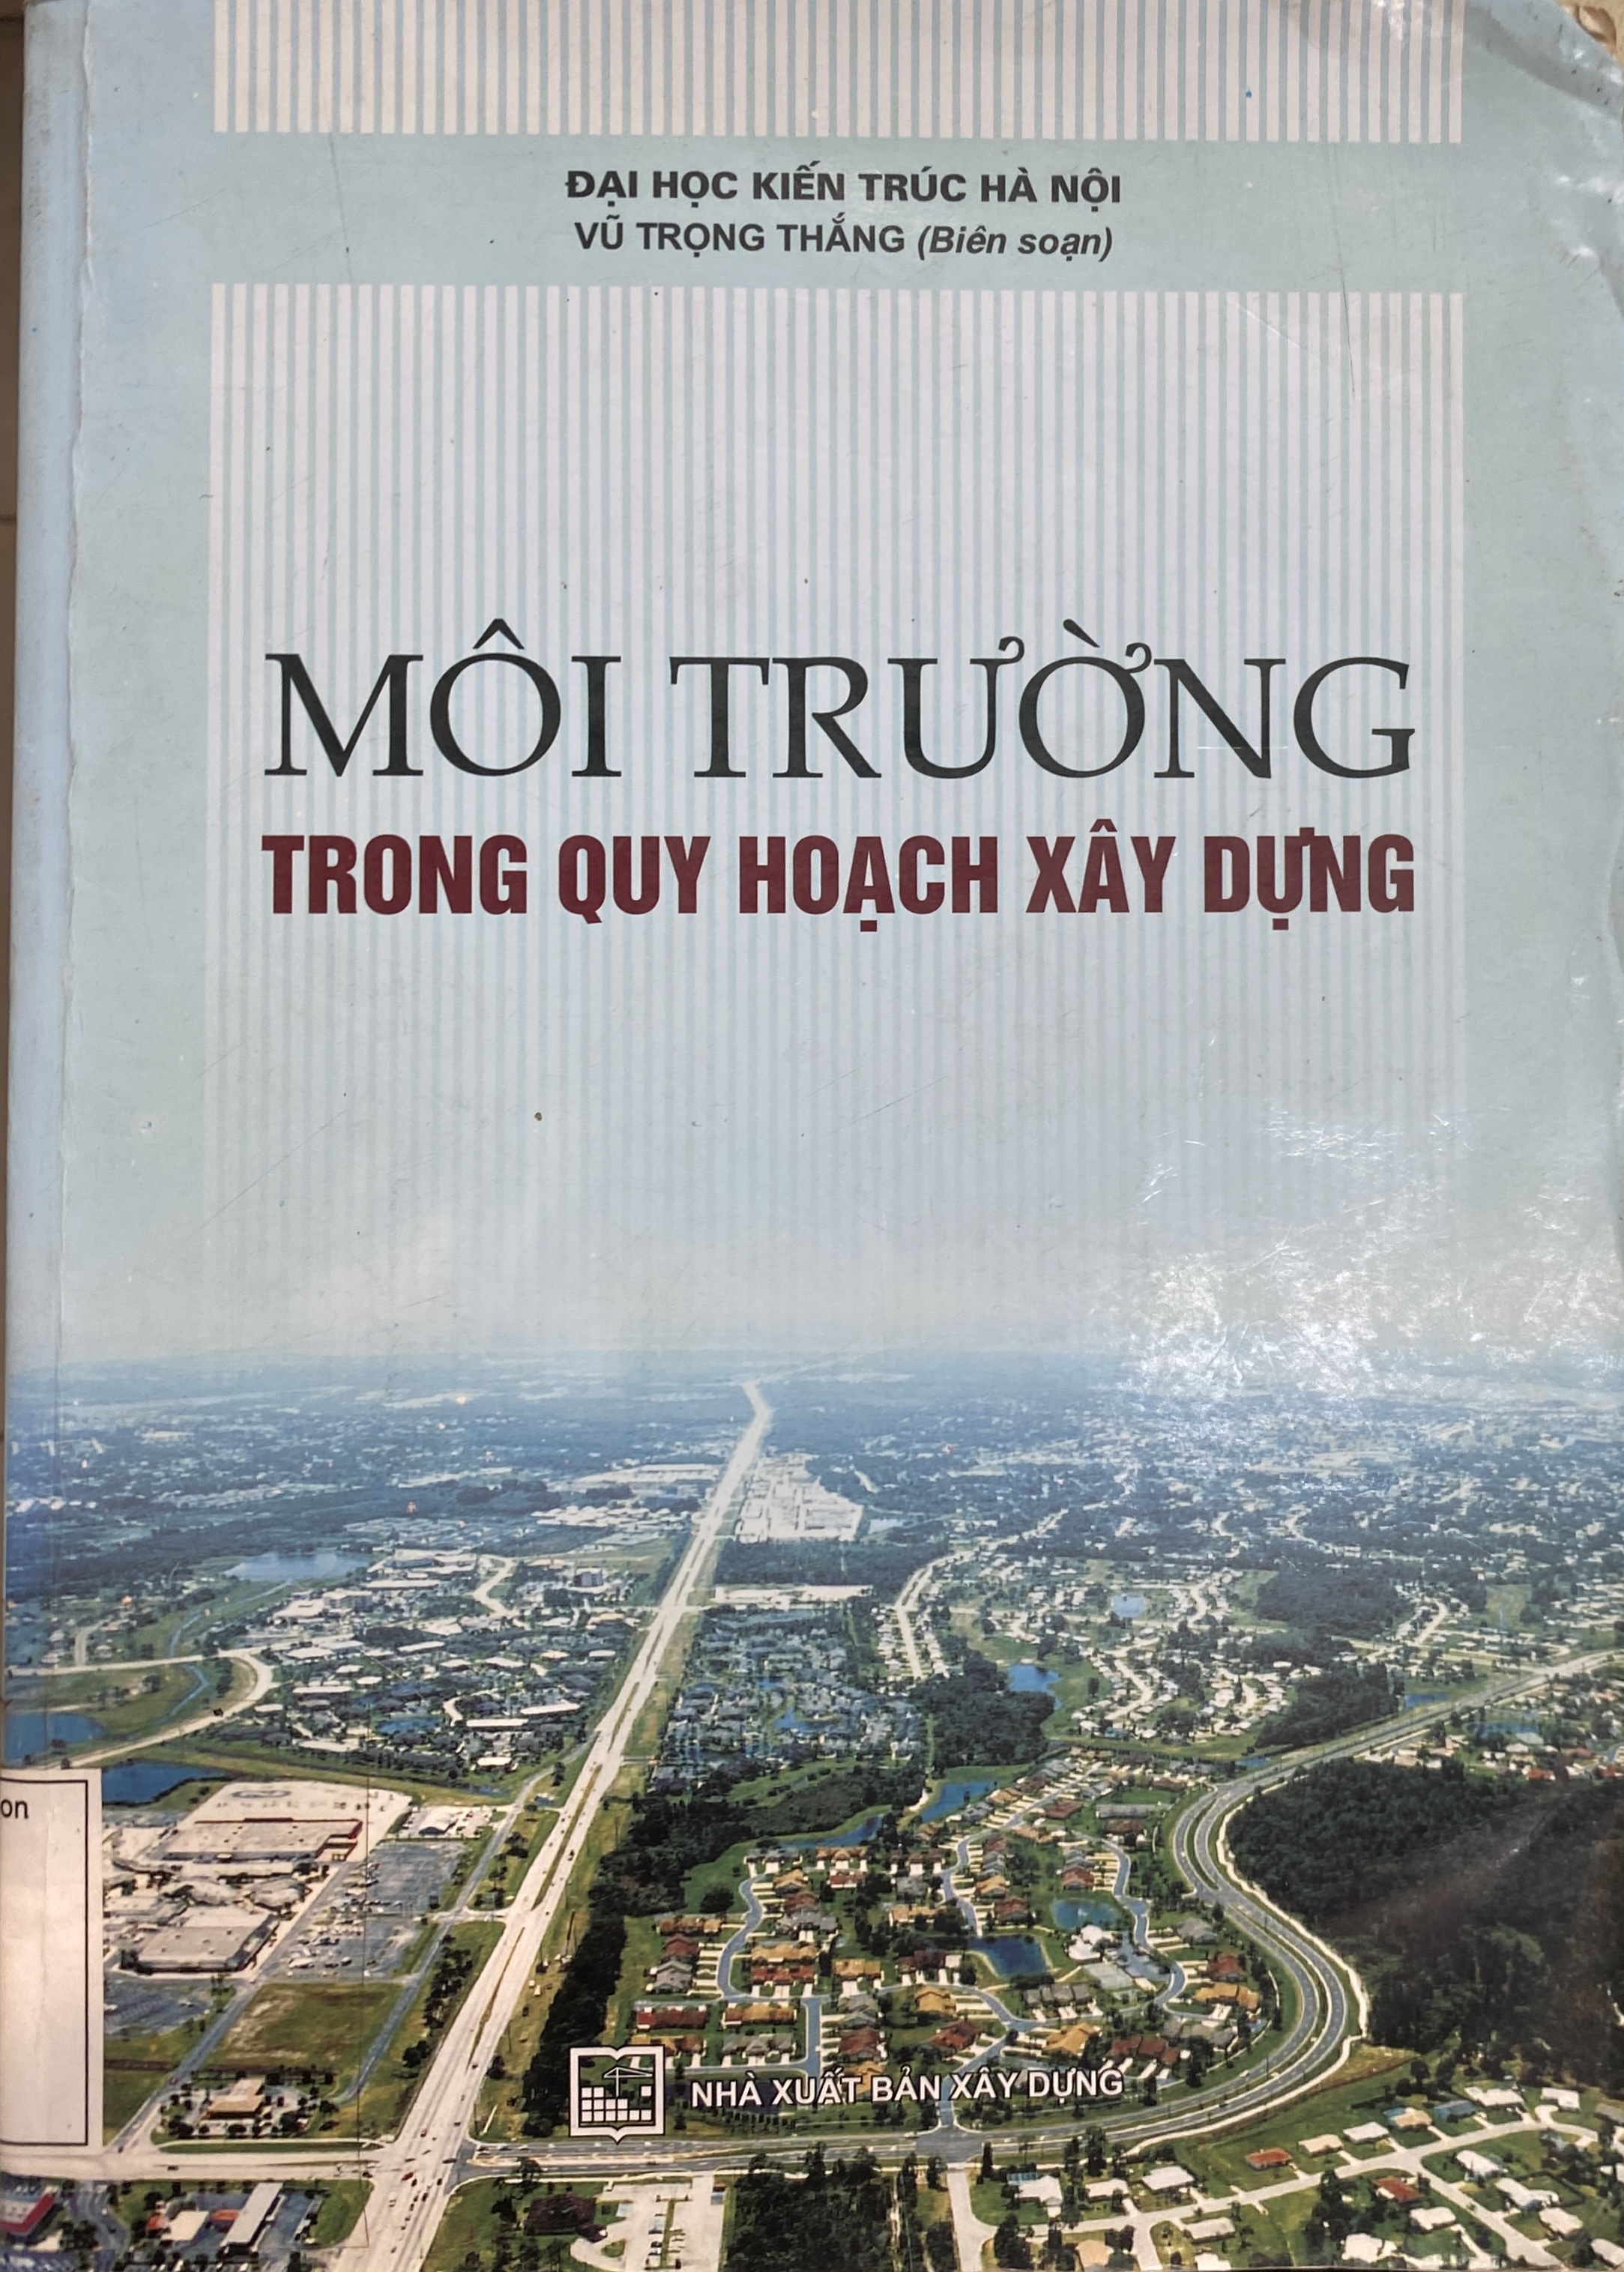 ĐẠI HỌC KIẾN TRÚC HÀ NỘI
VŨ TRỌNG THẮNG (Biên soạn)
MÔI TRƯỜNG
TRONG QUY HOẠCH XÂY DỰNG
on
NHÀ XUẤT BẢN XÂY DỰNG